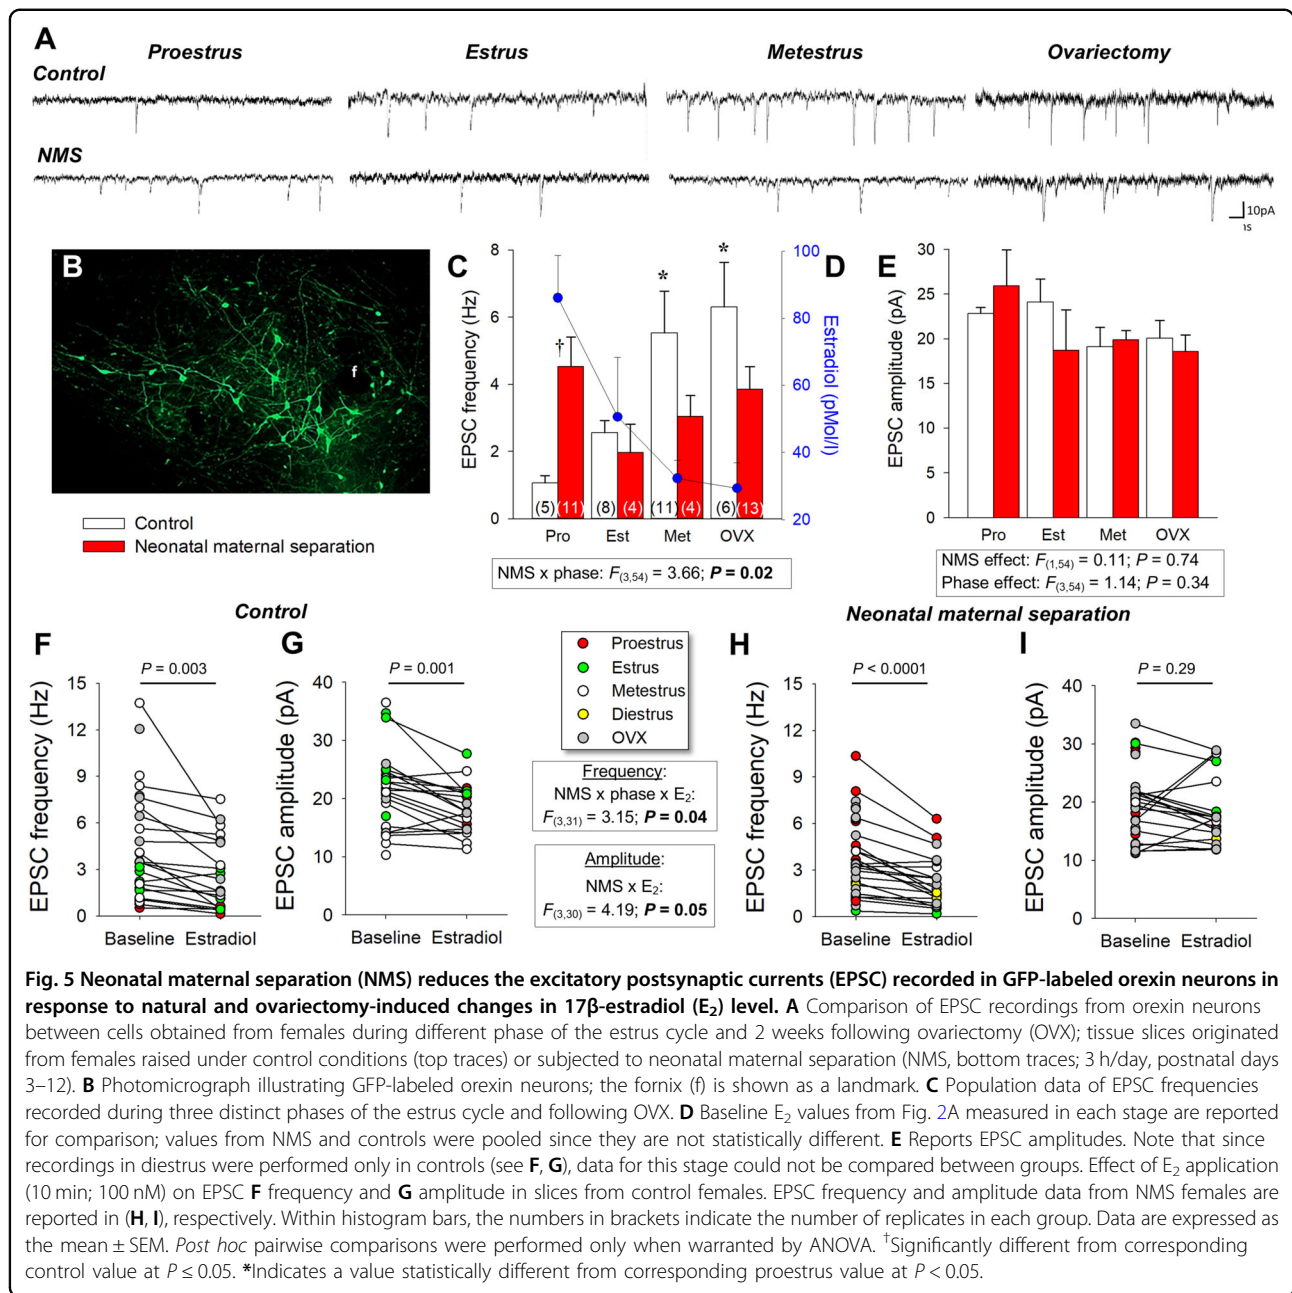 A
Proestrus
Estrus
Metestrus
Ovariectomy
Control
NMS
10pA
B
f
Control
Neonatal maternal separation
C
*
*
†
EPSC frequency (Hz)
8
6
4
2
0
(5) (11) (8) (4) (11) (4) (6) (13)
Pro Est Met OVX
NMS x phase: F(3,54) = 3.66; P = 0.02
D
100
80
60
40
20
Estradiol (pMol/l)
E
EPSC amplitude (pA)
30
25
20
15
10
5
0
Pro Est Met OVX
NMS effect: F(1,54) = 0.11; P = 0.74
Phase effect: F(3,54) = 1.14; P = 0.34
Control
Neonatal maternal separation
F
P = 0.003
EPSC frequency (Hz)
15
12
9
6
3
0
Baseline Estradiol
G
P = 0.001
EPSC amplitude (pA)
40
30
20
10
0
Baseline Estradiol
Proestrus
Estrus
Metestrus
Diestrus
OVX
Frequency:
NMS x phase x E2:
F(3,31) = 3.15; P = 0.04
Amplitude:
NMS x E2:
F(3,30) = 4.19; P = 0.05
H
P < 0.0001
EPSC frequency (Hz)
15
12
9
6
3
0
Baseline Estradiol
I
P = 0.29
EPSC amplitude (pA)
40
30
20
10
0
Baseline Estradiol
Fig. 5 Neonatal maternal separation (NMS) reduces the excitatory postsynaptic currents (EPSC) recorded in GFP-labeled orexin neurons in
response to natural and ovariectomy-induced changes in 17β-estradiol (E2) level. A Comparison of EPSC recordings from orexin neurons
between cells obtained from females during different phase of the estrus cycle and 2 weeks following ovariectomy (OVX); tissue slices originated
from females raised under control conditions (top traces) or subjected to neonatal maternal separation (NMS, bottom traces; 3 h/day, postnatal days
3–12). B Photomicrograph illustrating GFP-labeled orexin neurons; the fornix (f) is shown as a landmark. C Population data of EPSC frequencies
recorded during three distinct phases of the estrus cycle and following OVX. D Baseline E2 values from Fig. 2A measured in each stage are reported
for comparison; values from NMS and controls were pooled since they are not statistically different. E Reports EPSC amplitudes. Note that since
recordings in diestrus were performed only in controls (see F, G), data for this stage could not be compared between groups. Effect of E2 application
(10 min; 100 nM) on EPSC F frequency and G amplitude in slices from control females. EPSC frequency and amplitude data from NMS females are
reported in (H, I), respectively. Within histogram bars, the numbers in brackets indicate the number of replicates in each group. Data are expressed as
the mean ± SEM. Post hoc pairwise comparisons were performed only when warranted by ANOVA. †Significantly different from corresponding
control value at P ≤ 0.05. *Indicates a value statistically different from corresponding proestrus value at P < 0.05.